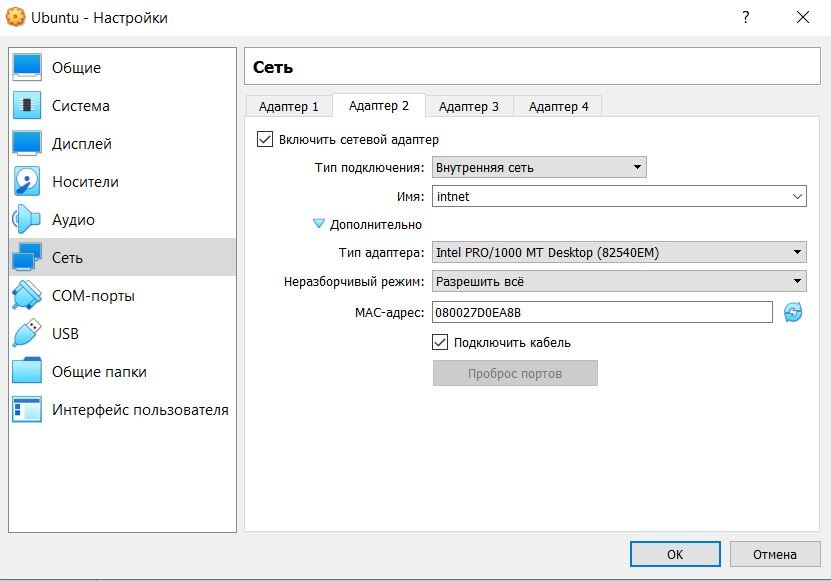 Ubuntu - Настройки
?
Общие
Система
Дисплей
Носители
Аудио
Сеть
COM-порты
USB
Общие папки
Интерфейс пользователя
Сеть
Адаптер 1 Адаптер 2 Адаптер 3 Адаптер 4
Включить сетевой адаптер
Тип подключения: Внутренняя сеть
Имя: intnet
Дополнительно
Тип адаптера: Intel PRO/1000 MT Desktop (82540EM)
Неразборчивый режим: Разрешить всё
MAC-адрес: 080027D0EA8B
Подключить кабель
Проброс портов
OK Отмена